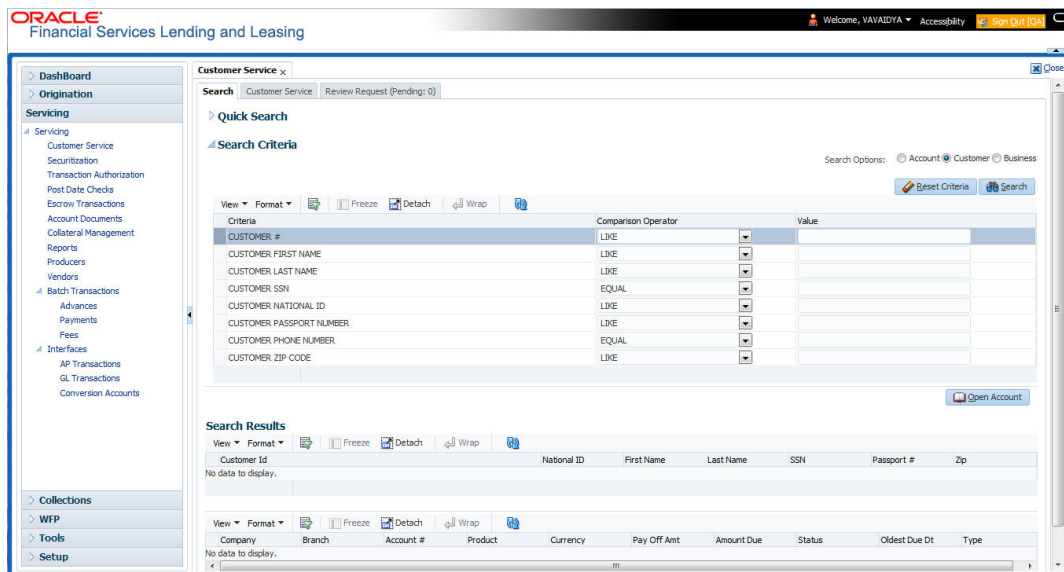 ORACLE
Financial Services Lending and Leasing
Welcome, VAVAIDYA Accessibility Sign Out [QA]
DashBoard
Origination
Servicing
Servicing
Customer Service
Securitization
Transaction Authorization
Post Date Checks
Escrow Transactions
Account Documents
Collateral Management
Reports
Producers
Vendors
Batch Transactions
Advances
Payments
Fees
Interfaces
AP Transactions
GL Transactions
Conversion Accounts
Collections
WFP
Tools
Setup
Customer Service x
Close
Search Customer Service Review Request (Pending: 0)
Quick Search
Search Criteria
Search Options: Account Customer Business
Reset Criteria Search
View Format Freeze Detach Wrap
Criteria Comparison Operator Value
CUSTOMER # LIKE
CUSTOMER FIRST NAME LIKE
CUSTOMER LAST NAME LIKE
CUSTOMER SSN EQUAL
CUSTOMER NATIONAL ID LIKE
CUSTOMER PASSPORT NUMBER LIKE
CUSTOMER PHONE NUMBER EQUAL
CUSTOMER ZIP CODE LIKE
Open Account
Search Results
View Format Freeze Detach Wrap
Customer Id National ID First Name Last Name SSN Passport # Zip
No data to display.
View Format Freeze Detach Wrap
Company Branch Account # Product Currency Pay Off Amt Amount Due Status Oldest Due Dt Type
No data to display.